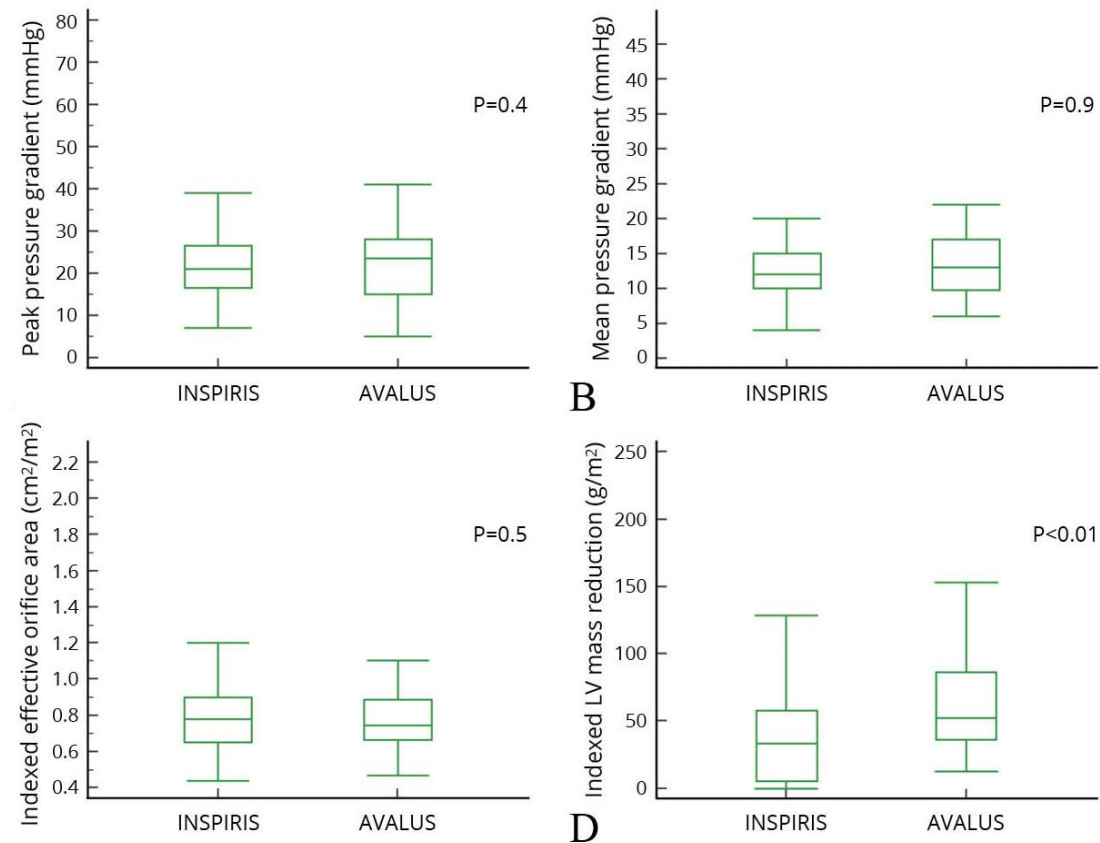 Peak pressure gradient (mmHg)
80
70
60
50
40
30
20
10
0
P=0.4
INSPIRIS
AVALUS
Mean pressure gradient (mmHg)
45
40
35
30
25
20
15
10
5
0
P=0.9
INSPIRIS
AVALUS
B
Indexed effective orifice area (cm²/m²)
2.2
2.0
1.8
1.6
1.4
1.2
1.0
0.8
0.6
0.4
P=0.5
INSPIRIS
AVALUS
Indexed LV mass reduction (g/m²)
250
200
150
100
50
0
P<0.01
INSPIRIS
AVALUS
D